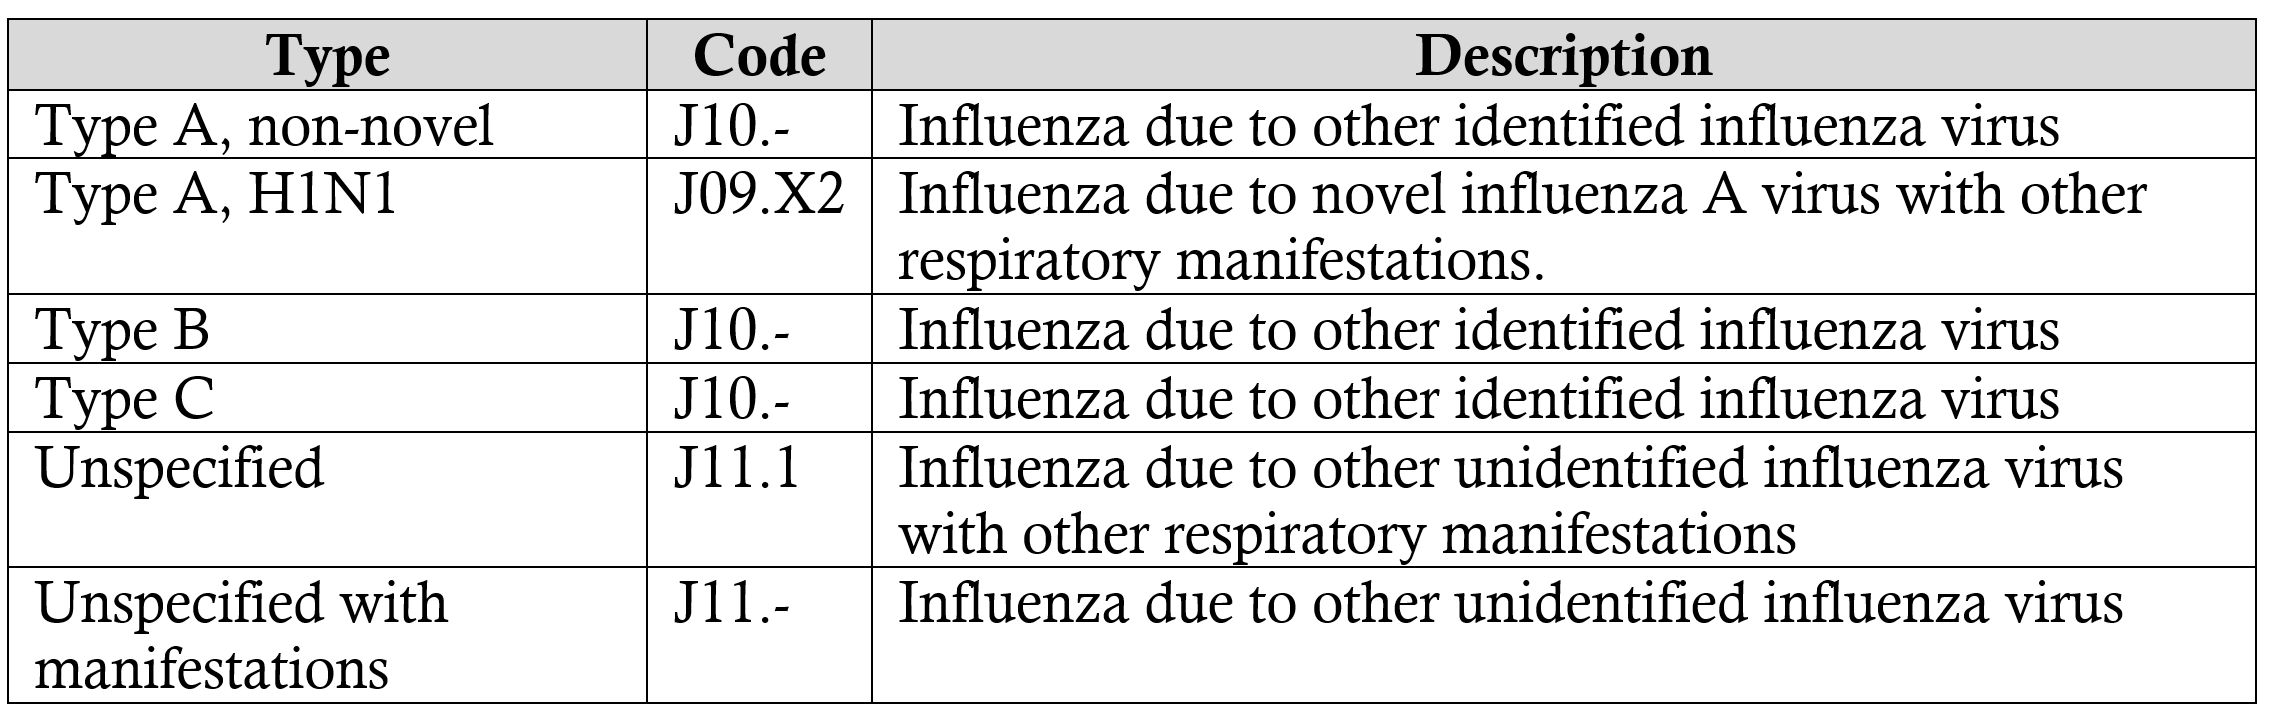 Type Code Description
Type A, non-novel J10.- Influenza due to other identified influenza virus
Type A, H1N1 J09.X2 Influenza due to novel influenza A virus with other
respiratory manifestations.
Type B J10.- Influenza due to other identified influenza virus
Type C J10.- Influenza due to other identified influenza virus
Unspecified J11.1 Influenza due to other unidentified influenza virus
with other respiratory manifestations
Unspecified with J11.- Influenza due to other unidentified influenza virus
manifestations